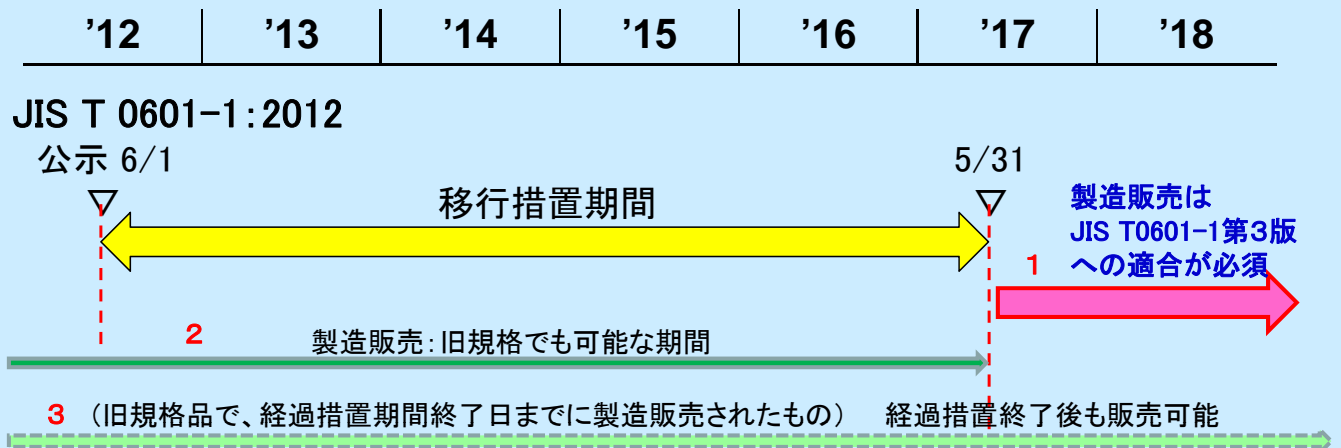 ’12 ’13 ’14 ’15 ’16 ’17 ’18
JIS T 0601-1:2012
公示 6/1
5/31
移行措置期間
製造販売は
JIS T0601-1第3版
1 への適合が必須
2 製造販売:旧規格でも可能な期間
3 (旧規格品で、経過措置期間終了日までに製造販売されたもの) 経過措置終了後も販売可能